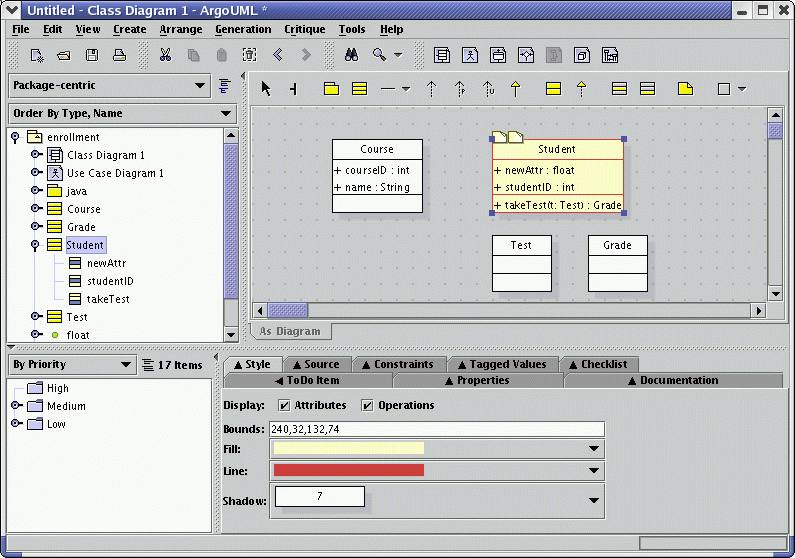 Untitled - Class Diagram 1 - ArgoUML *
File Edit View Create Arrange Generation Critique Tools Help
Package-centric
Order By Type, Name
enrollment
Class Diagram 1
Use Case Diagram 1
java
Course
Grade
Student
newAttr
studentID
takeTest
Test
float
Course
+ courseID : int
+ name : String
Student
+ newAttr : float
+ studentID : int
+ takeTest(t: Test) : Grade
Test
Grade
As Diagram
By Priority
17 Items
High
Medium
Low
Style Source Constraints Tagged Values Checklist
ToDo Item Properties Documentation
Display: Attributes Operations
Bounds: 240,32,132,74
Fill:
Line:
Shadow: 7